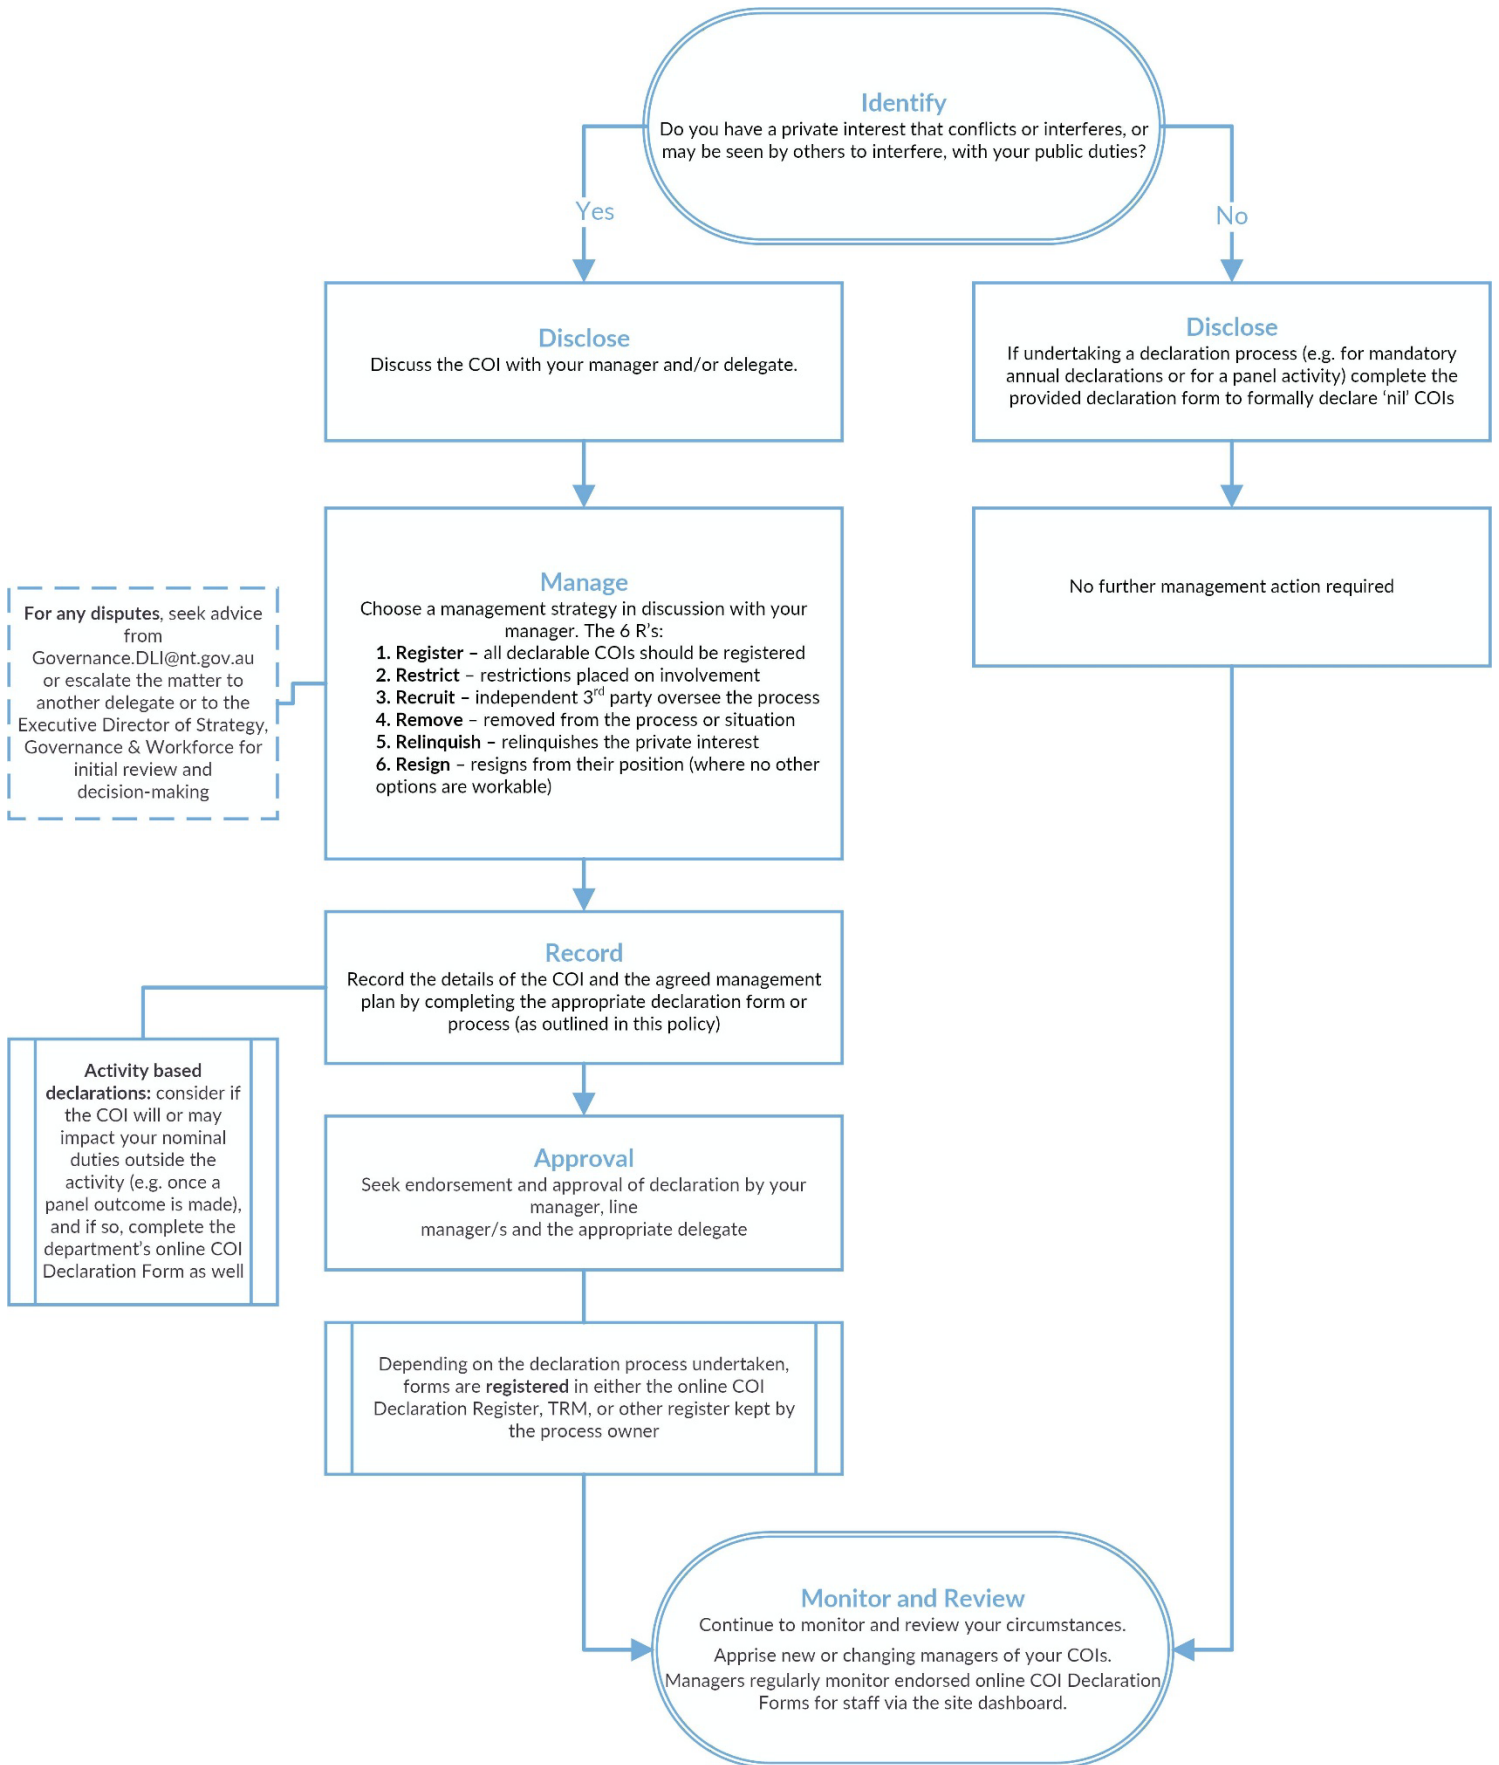 Identify
Do you have a private interest that conflicts or interferes, or
may be seen by others to interfere, with your public duties?
Yes
No
Disclose
Discuss the COI with your manager and/or delegate.
Disclose
If undertaking a declaration process (e.g. for mandatory
annual declarations or for a panel activity) complete the
provided declaration form to formally declare ‘nil’ COIs
Manage
Choose a management strategy in discussion with your
manager. The 6 R’s:
1. Register – all declarable COIs should be registered
2. Restrict – restrictions placed on involvement
3. Recruit – independent 3rd party oversee the process
4. Remove – removed from the process or situation
5. Relinquish – relinquishes the private interest
6. Resign – resigns from their position (where no other
options are workable)
No further management action required
For any disputes, seek advice
from
Governance.DLI@nt.gov.au
or escalate the matter to
another delegate or to the
Executive Director of Strategy,
Governance & Workforce for
initial review and
decision-making
Record
Record the details of the COI and the agreed management
plan by completing the appropriate declaration form or
process (as outlined in this policy)
Activity based
declarations: consider if
the COI will or may
impact your nominal
duties outside the
activity (e.g. once a
panel outcome is made),
and if so, complete the
department’s online COI
Declaration Form as well
Approval
Seek endorsement and approval of declaration by your
manager, line
manager/s and the appropriate delegate
Depending on the declaration process undertaken,
forms are registered in either the online COI
Declaration Register, TRM, or other register kept by
the process owner
Monitor and Review
Continue to monitor and review your circumstances.
Apprise new or changing managers of your COIs.
Managers regularly monitor endorsed online COI Declaration
Forms for staff via the site dashboard.